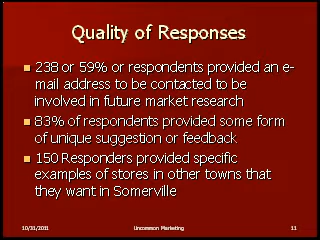 Quality of Responses
238 or 59% or respondents provided an e-
mail address to be contacted to be
involved in future market research
83% of respondents provided some form
of unique suggestion or feedback
150 Responders provided specific
examples of stores in other towns that
they want in Somerville
10/31/2011 Uncommon Marketing 11